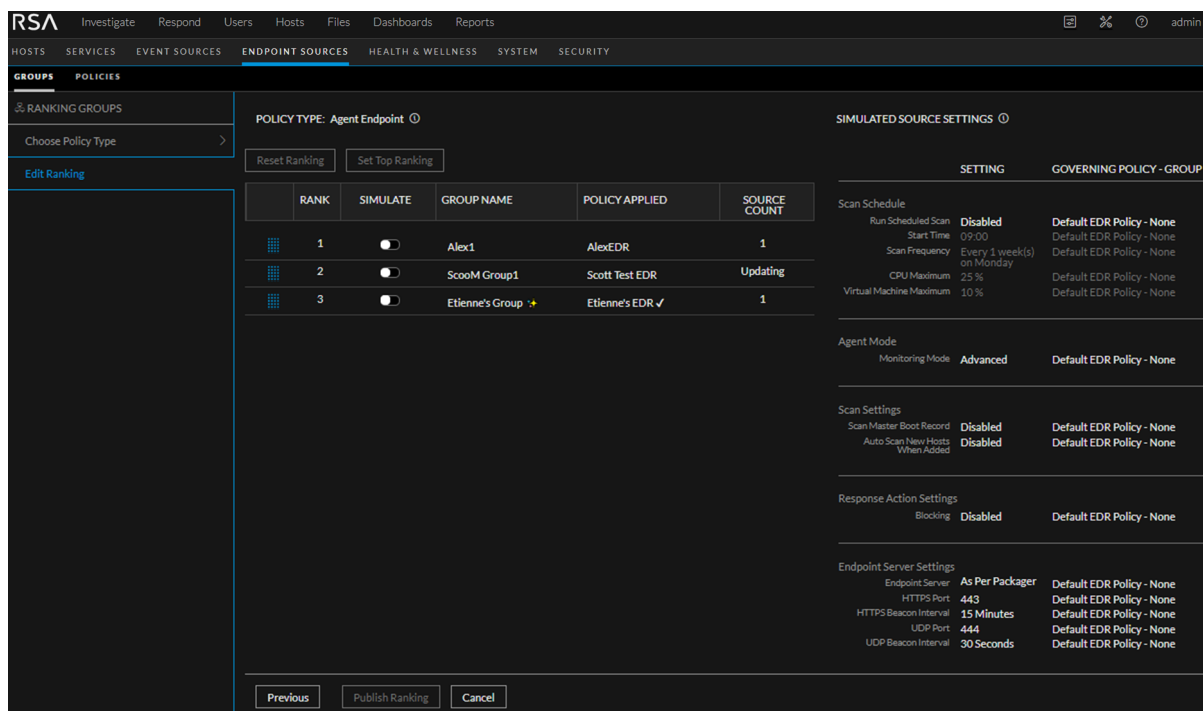 RSA Investigate Respond Users Hosts Files Dashboards Reports admin
HOSTS SERVICES EVENT SOURCES ENDPOINT SOURCES HEALTH & WELLNESS SYSTEM SECURITY
GROUPS POLICIES
RANKING GROUPS
Choose Policy Type
Edit Ranking
POLICY TYPE: Agent Endpoint
Reset Ranking Set Top Ranking
RANK SIMULATE GROUP NAME POLICY APPLIED SOURCE COUNT
1 Alex1 AlexEDR 1
2 ScooM Group1 Scott Test EDR Updating
3 Etienne's Group ✨ Etienne's EDR ✓ 1
SIMULATED SOURCE SETTINGS
SETTING GOVERNING POLICY - GROUP
Scan Schedule
Run Scheduled Scan Disabled Default EDR Policy - None
Start Time 09:00 Default EDR Policy - None
Scan Frequency Every 1 week(s) on Monday Default EDR Policy - None
CPU Maximum 25 % Default EDR Policy - None
Virtual Machine Maximum 10 % Default EDR Policy - None
Agent Mode
Monitoring Mode Advanced Default EDR Policy - None
Scan Settings
Scan Master Boot Record Disabled Default EDR Policy - None
Auto Scan New Hosts When Added Disabled Default EDR Policy - None
Response Action Settings
Blocking Disabled Default EDR Policy - None
Endpoint Server Settings
Endpoint Server As Per Packager Default EDR Policy - None
HTTPS Port 443 Default EDR Policy - None
HTTPS Beacon Interval 15 Minutes Default EDR Policy - None
UDP Port 444 Default EDR Policy - None
UDP Beacon Interval 30 Seconds Default EDR Policy - None
Previous Publish Ranking Cancel